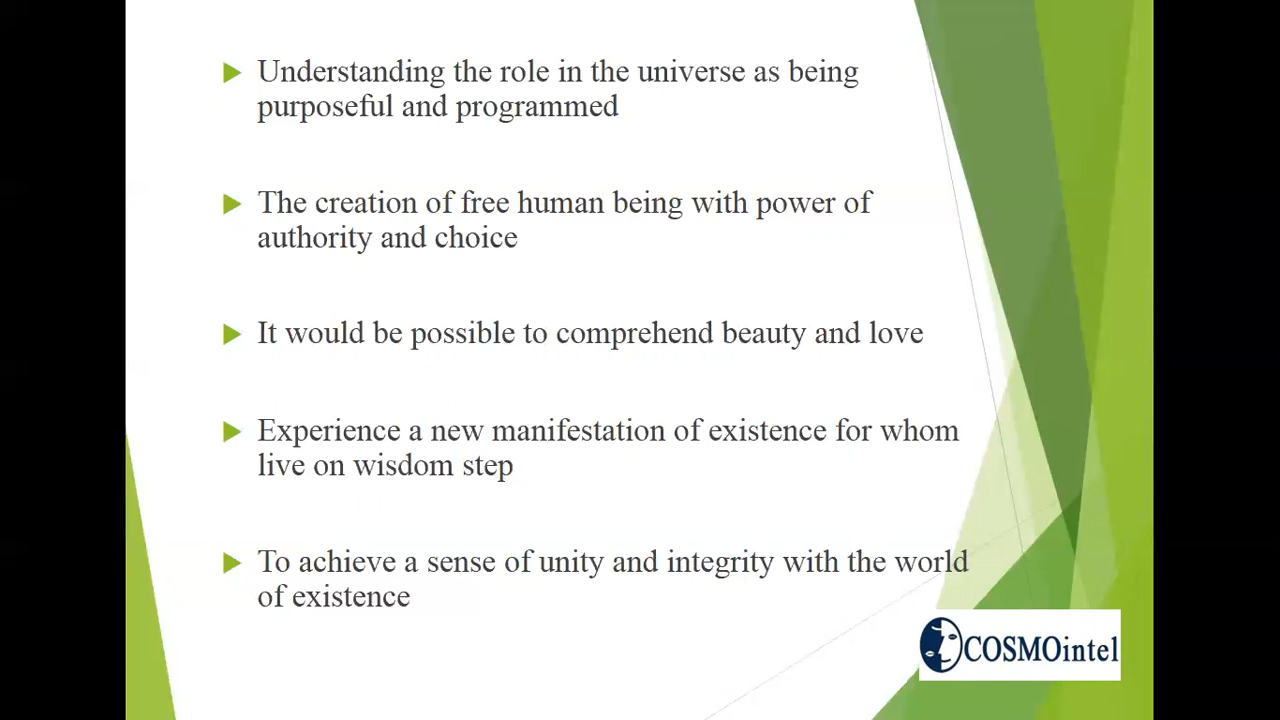 Understanding the role in the universe as being
purposeful and programmed
The creation of free human being with power of
authority and choice
It would be possible to comprehend beauty and love
Experience a new manifestation of existence for whom
live on wisdom step
To achieve a sense of unity and integrity with the world
of existence
COSMOintel